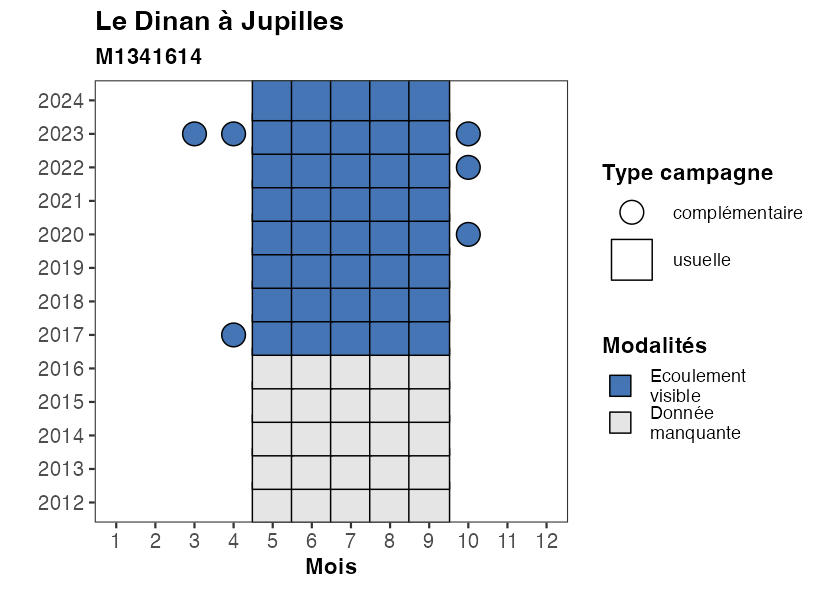 Le Dinan à Jupilles
M1341614
2024
2023
2022
2021
2020
2019
2018
2017
2016
2015
2014
2013
2012
1 2 3 4 5 6 7 8 9 10 11 12
Mois
Type campagne
complémentaire
usuelle
Modalités
Ecoulement
visible
Donnée
manquante